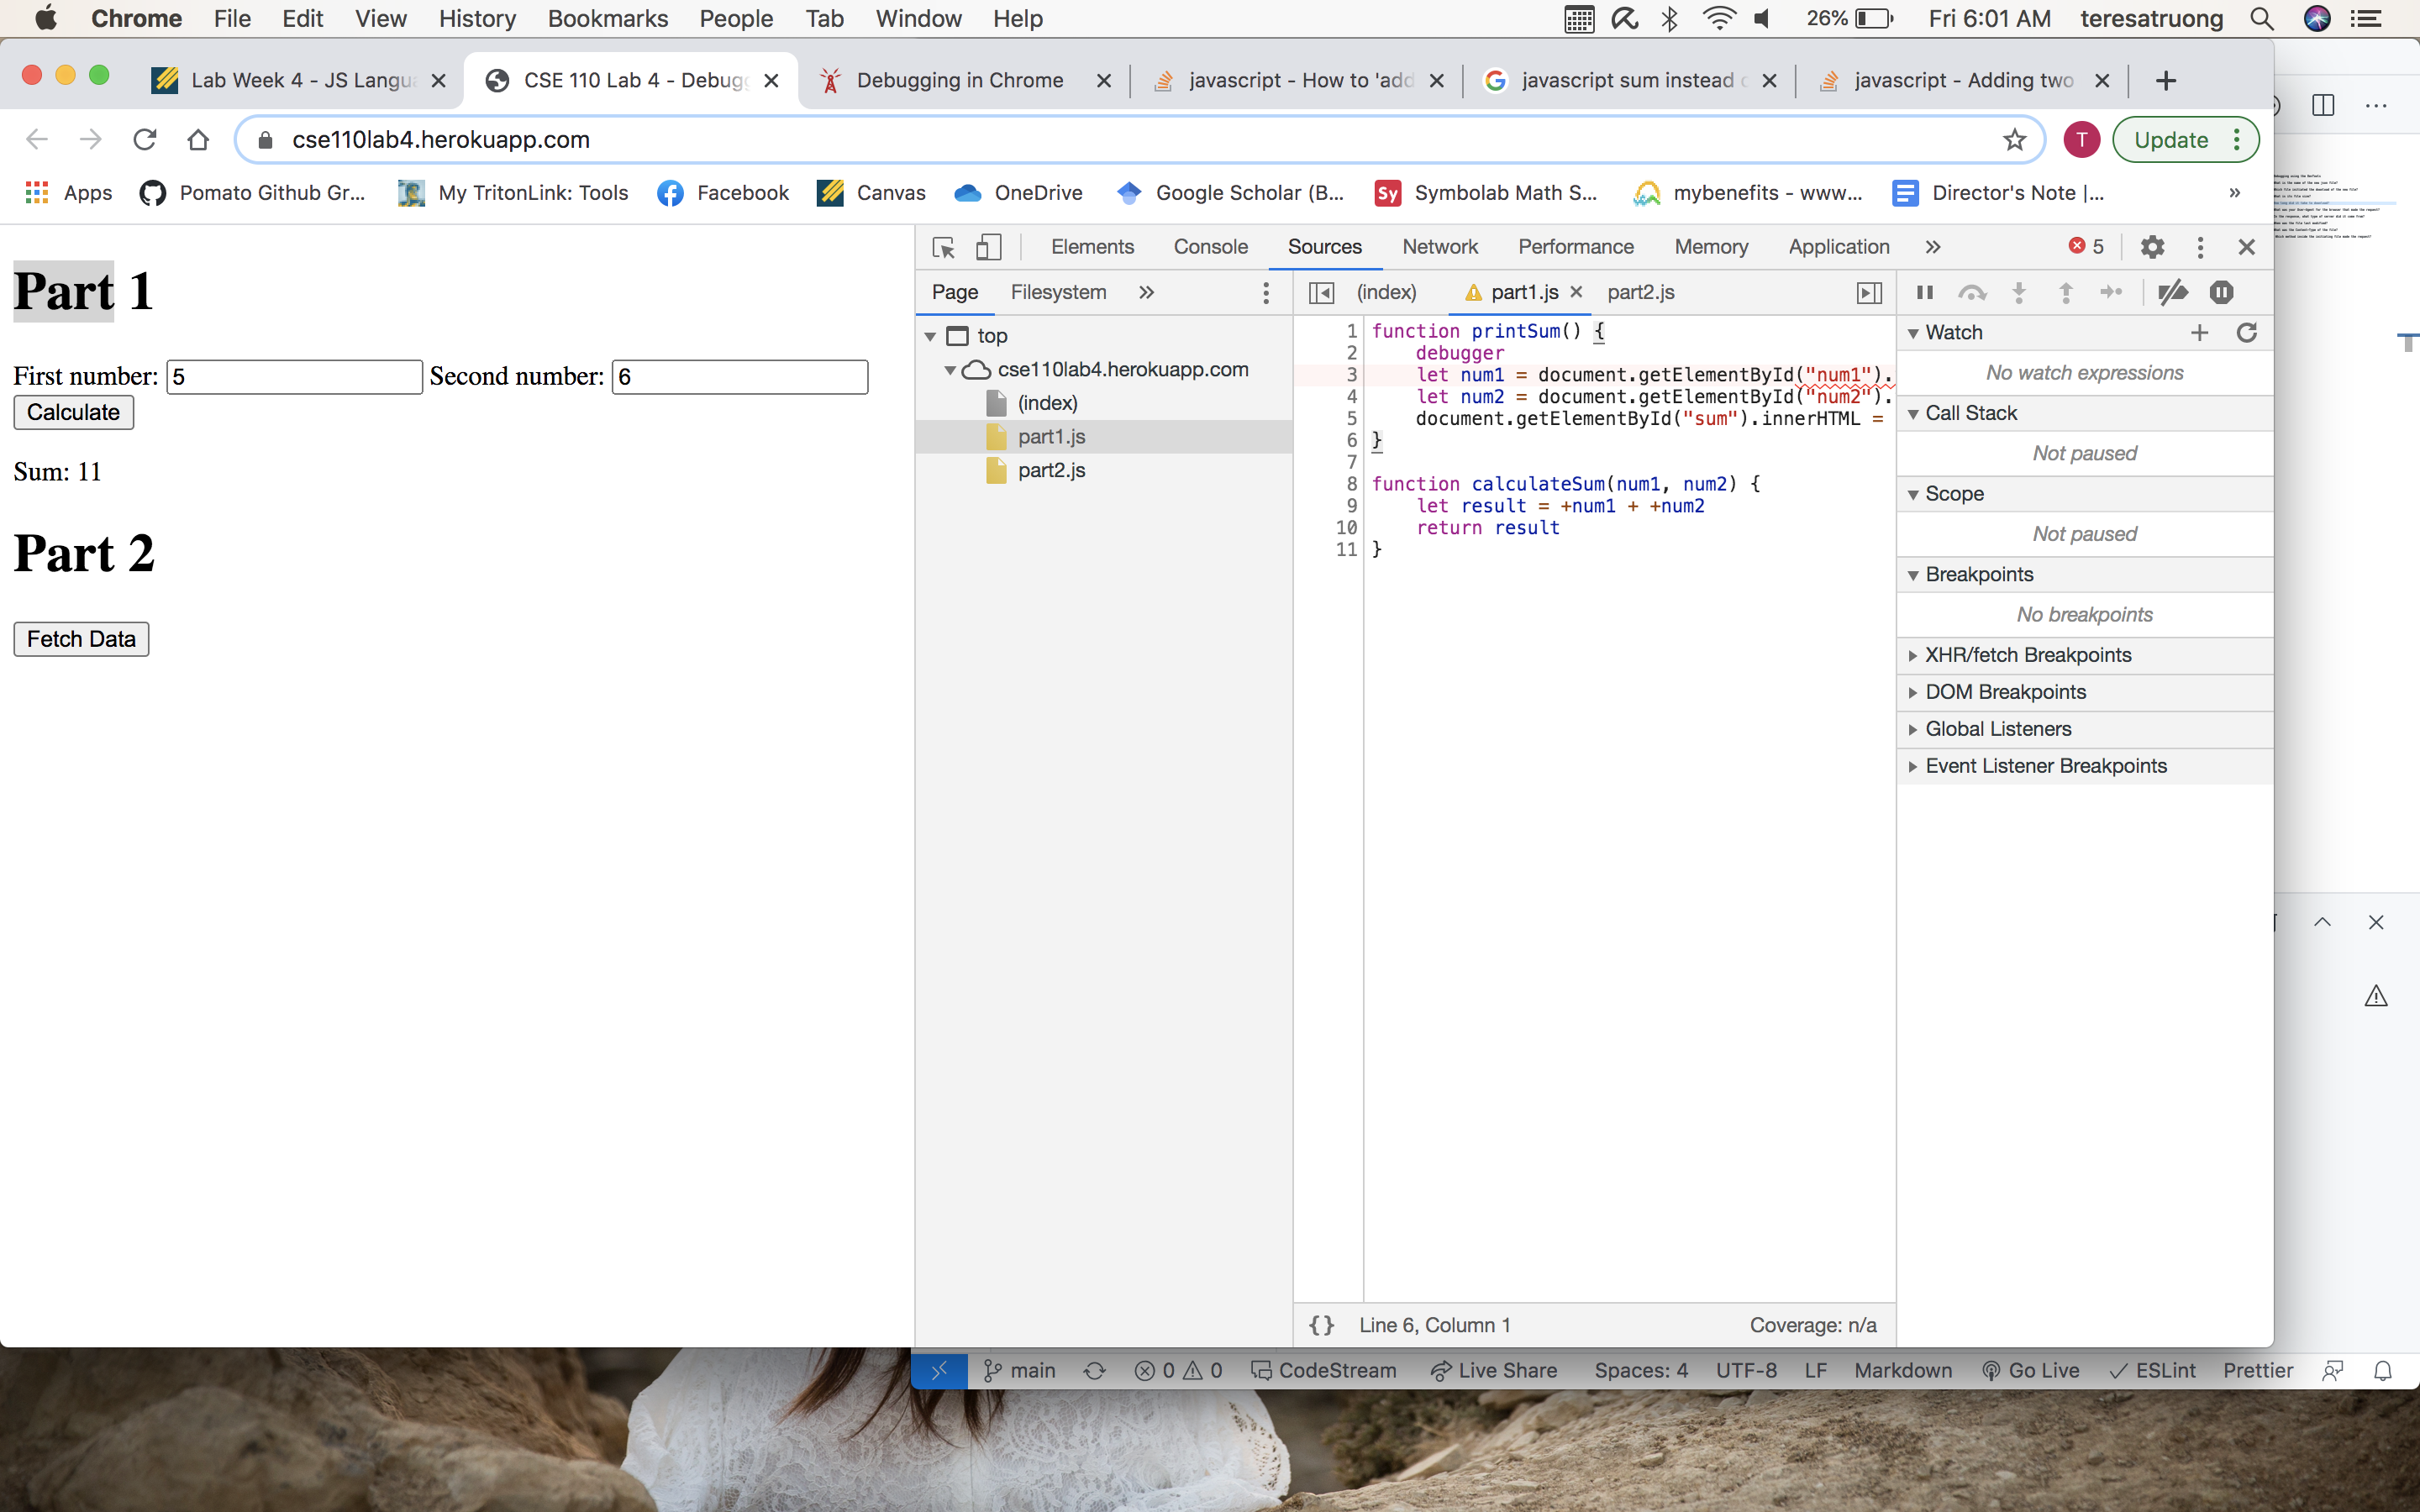 Chrome File Edit View History Bookmarks People Tab Window Help 26% Fri 6:01 AM teresatruong
Lab Week 4 - JS Langua CSE 110 Lab 4 - Debugg Debugging in Chrome javascript - How to 'add javascript sum instead o javascript - Adding two
cse110lab4.herokuapp.com T Update
Apps Pomato Github Gr... My TritonLink: Tools Facebook Canvas OneDrive Google Scholar (B... Sy Symbolab Math S... mybenefits - www... Director's Note |... »
Elements Console Sources Network Performance Memory Application » 5
Page Filesystem » (index) part1.js part2.js
Part 1
First number: 5 Second number: 6
Calculate
Sum: 11
Part 2
Fetch Data
top
cse110lab4.herokuapp.com
(index)
part1.js
part2.js
1 function printSum() {
2 debugger
3 let num1 = document.getElementById("num1").
4 let num2 = document.getElementById("num2").
5 document.getElementById("sum").innerHTML =
6 }
7
8 function calculateSum(num1, num2) {
9 let result = +num1 + +num2
10 return result
11 }
Watch
No watch expressions
Call Stack
Not paused
Scope
Not paused
Breakpoints
No breakpoints
XHR/fetch Breakpoints
DOM Breakpoints
Global Listeners
Event Listener Breakpoints
{} Line 6, Column 1 Coverage: n/a
main 0 0 CodeStream Live Share Spaces: 4 UTF-8 LF Markdown Go Live ESLint Prettier